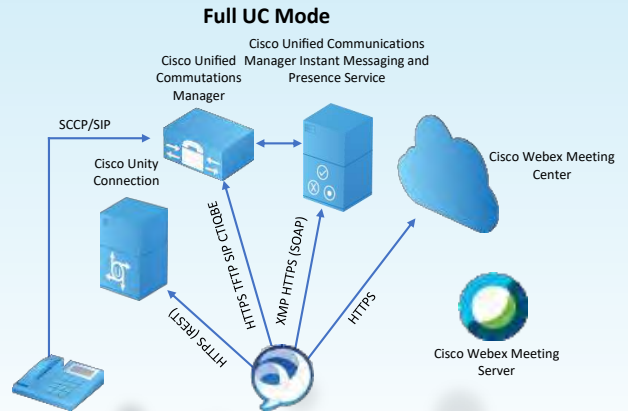 Full UC Mode
Cisco Unified Communications
Manager Instant Messaging and
Presence Service
Cisco Unified
Commutations
Manager
SCCP/SIP
Cisco Unity
Connection
Cisco Webex Meeting
Center
HTTPS TFTP SIP CTIQBE
XMP HTTPS (SOAP)
HTTPS
HTTPS (REST)
Cisco Webex Meeting
Server